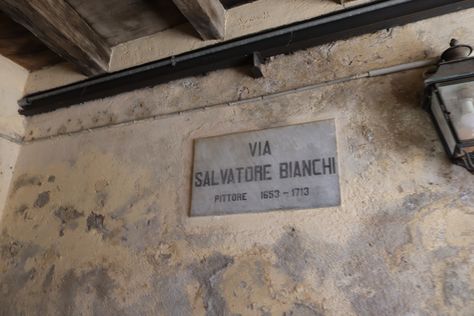 VIA
SALVATORE BIANCHI
PITTORE 1653-1713